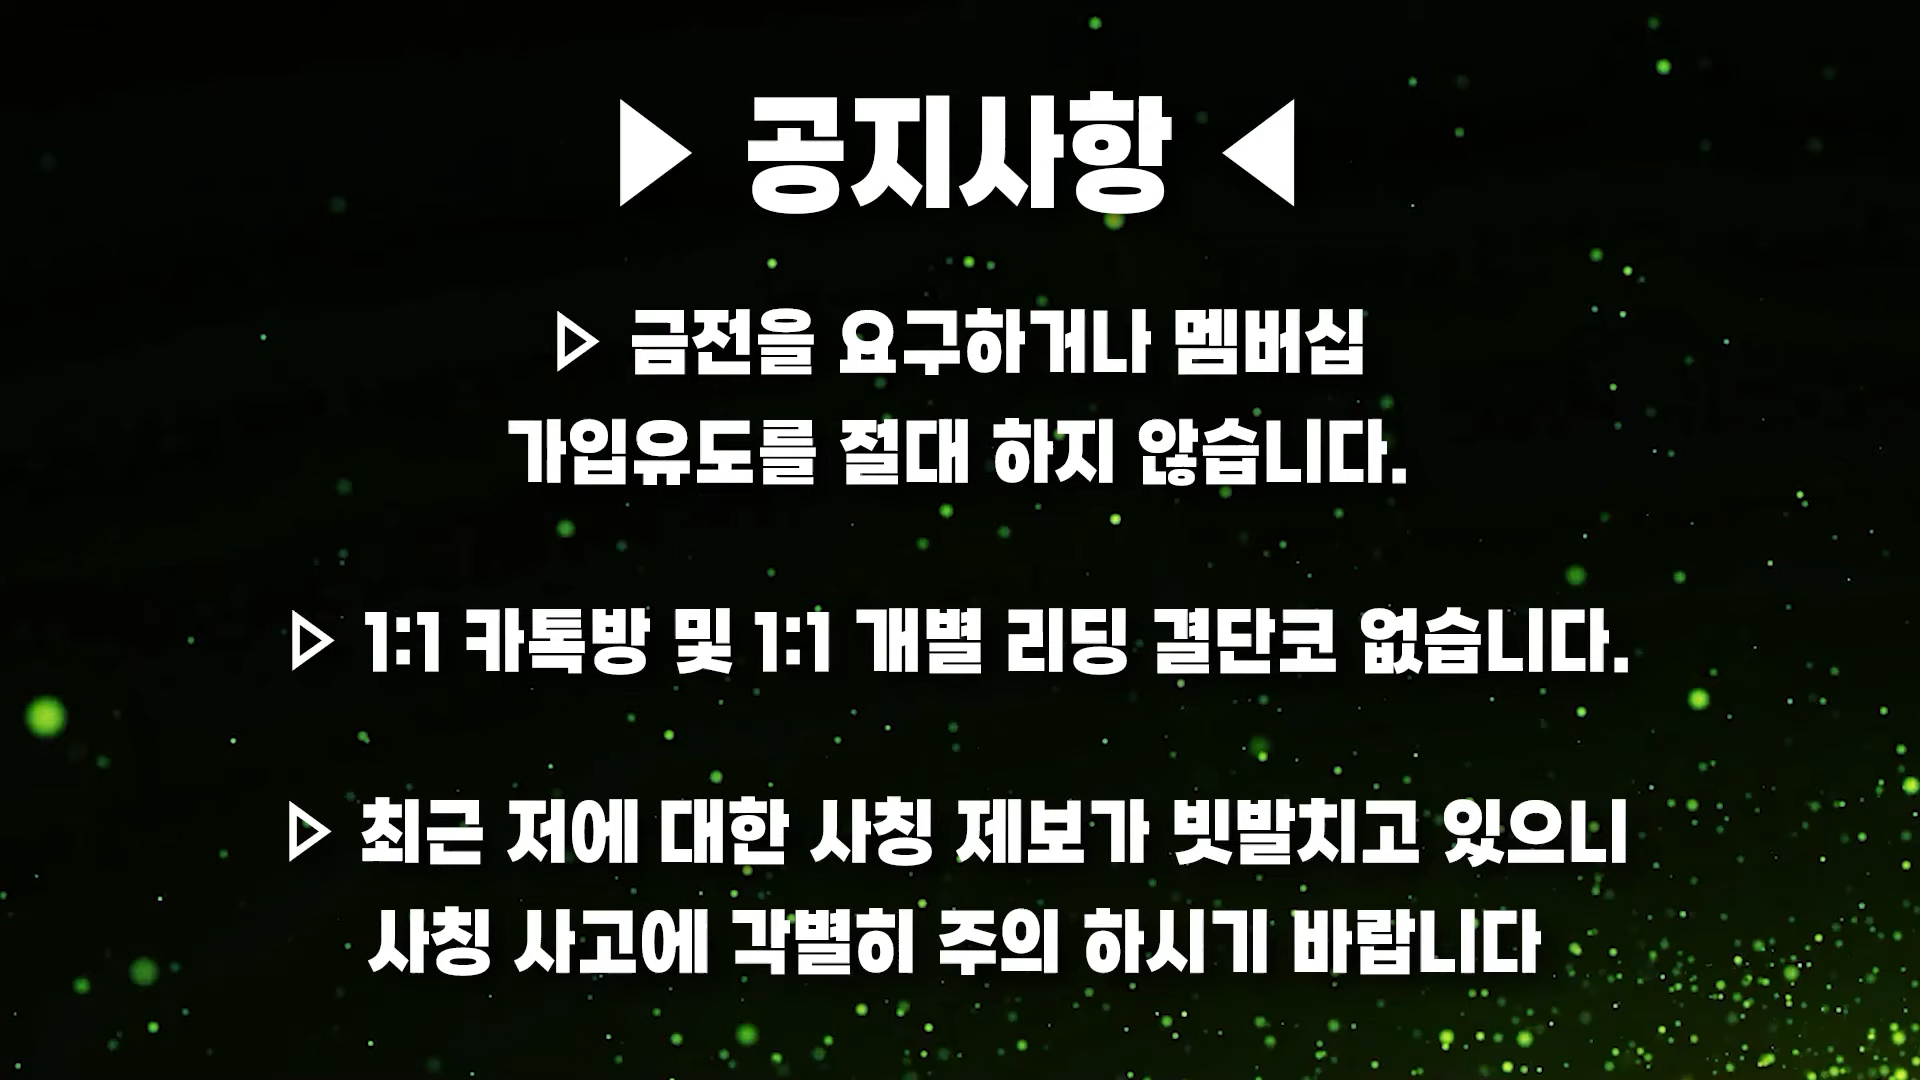 ▶ 공지사항 ◀
▷ 금전을 요구하거나 멤버십
가입유도를 절대 하지 않습니다.
▷ 1:1 카톡방 및 1:1 개별 리딩 결단코 없습니다.
▷ 최근 저에 대한 사칭 제보가 빗발치고 있으니
사칭 사고에 각별히 주의 하시기 바랍니다